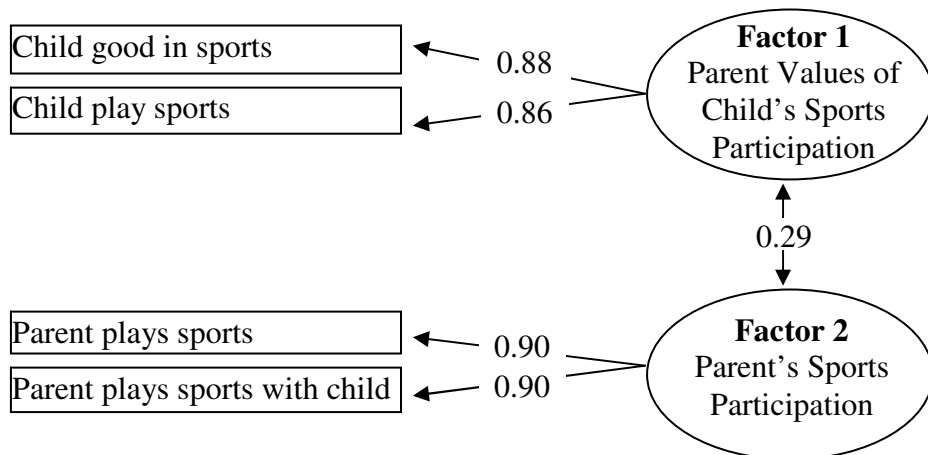 Child good in sports
0.88
Child play sports
0.86
Factor 1
Parent Values of
Child's Sports
Participation
0.29
Parent plays sports
0.90
Parent plays sports with child
0.90
Factor 2
Parent's Sports
Participation